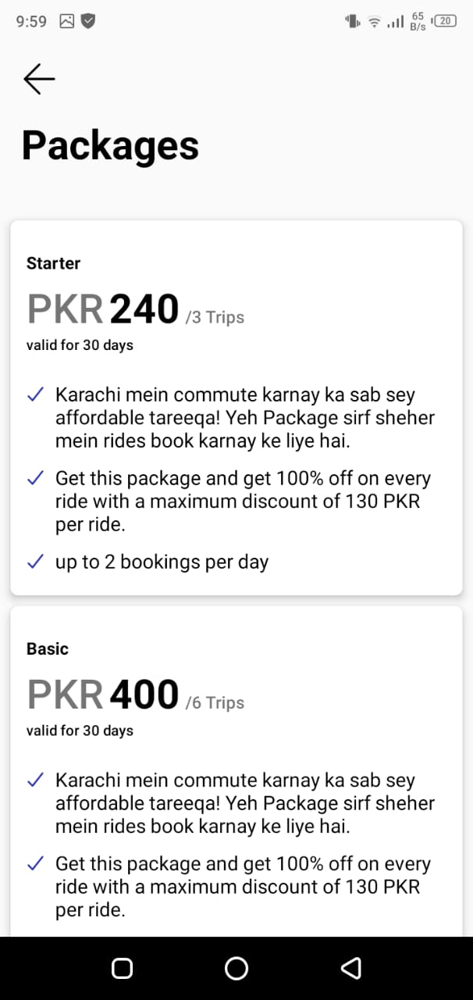 9:59
65
B/s
20
Packages
Starter
PKR 240 /3 Trips
valid for 30 days
Karachi mein commute karnay ka sab sey
affordable tareeqa! Yeh Package sirf sheher
mein rides book karnay ke liye hai.
Get this package and get 100% off on every
ride with a maximum discount of 130 PKR
per ride.
up to 2 bookings per day
Basic
PKR 400 /6 Trips
valid for 30 days
Karachi mein commute karnay ka sab sey
affordable tareeqa! Yeh Package sirf sheher
mein rides book karnay ke liye hai.
Get this package and get 100% off on every
ride with a maximum discount of 130 PKR
per ride.